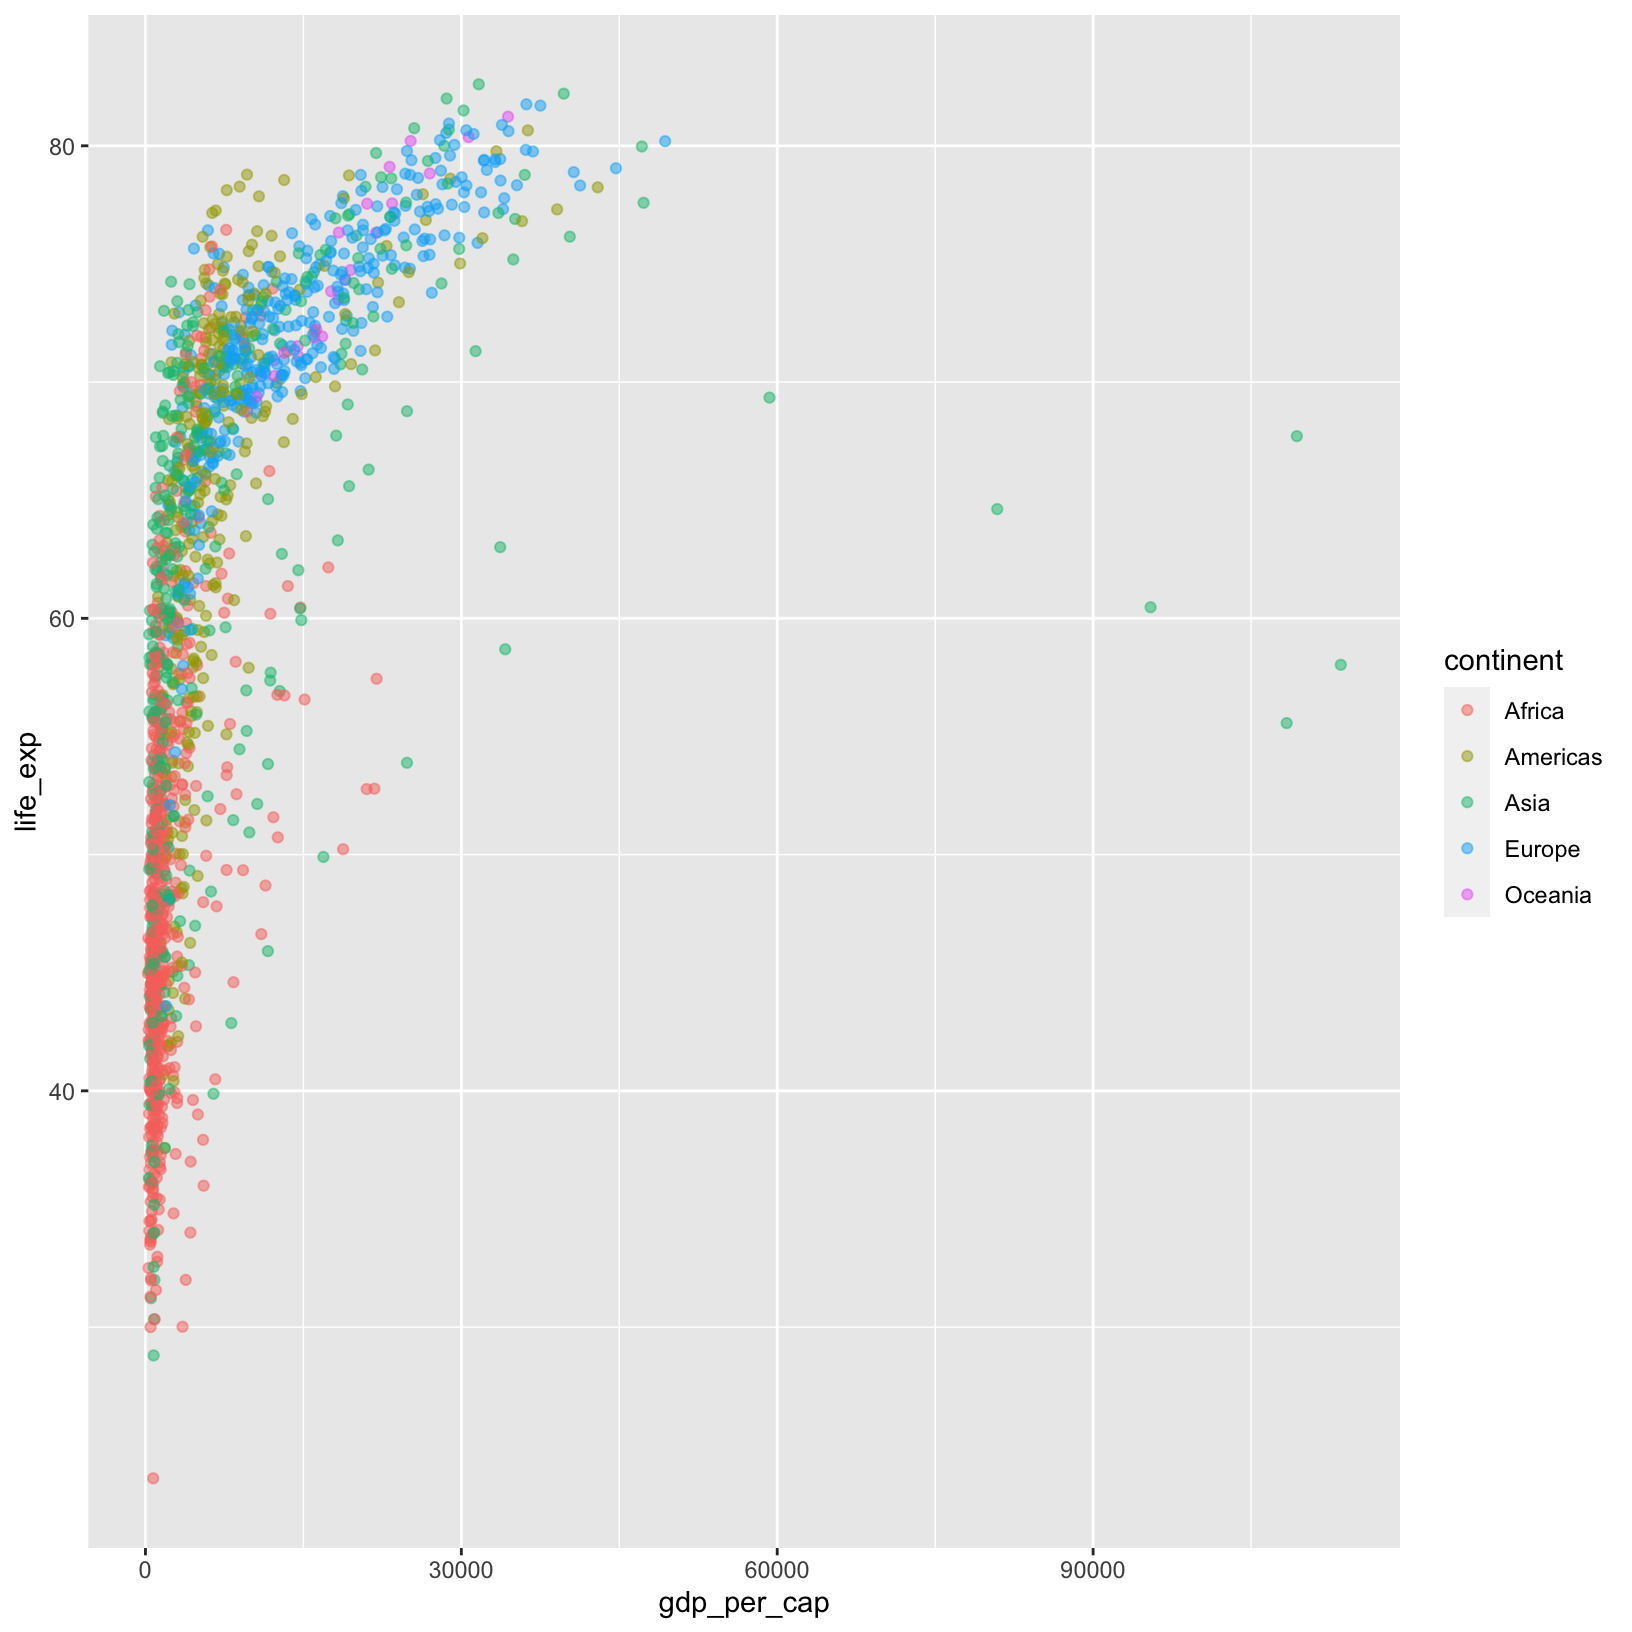 80
60
40
life_exp
0 30000 60000 90000
gdp_per_cap
continent
Africa
Americas
Asia
Europe
Oceania